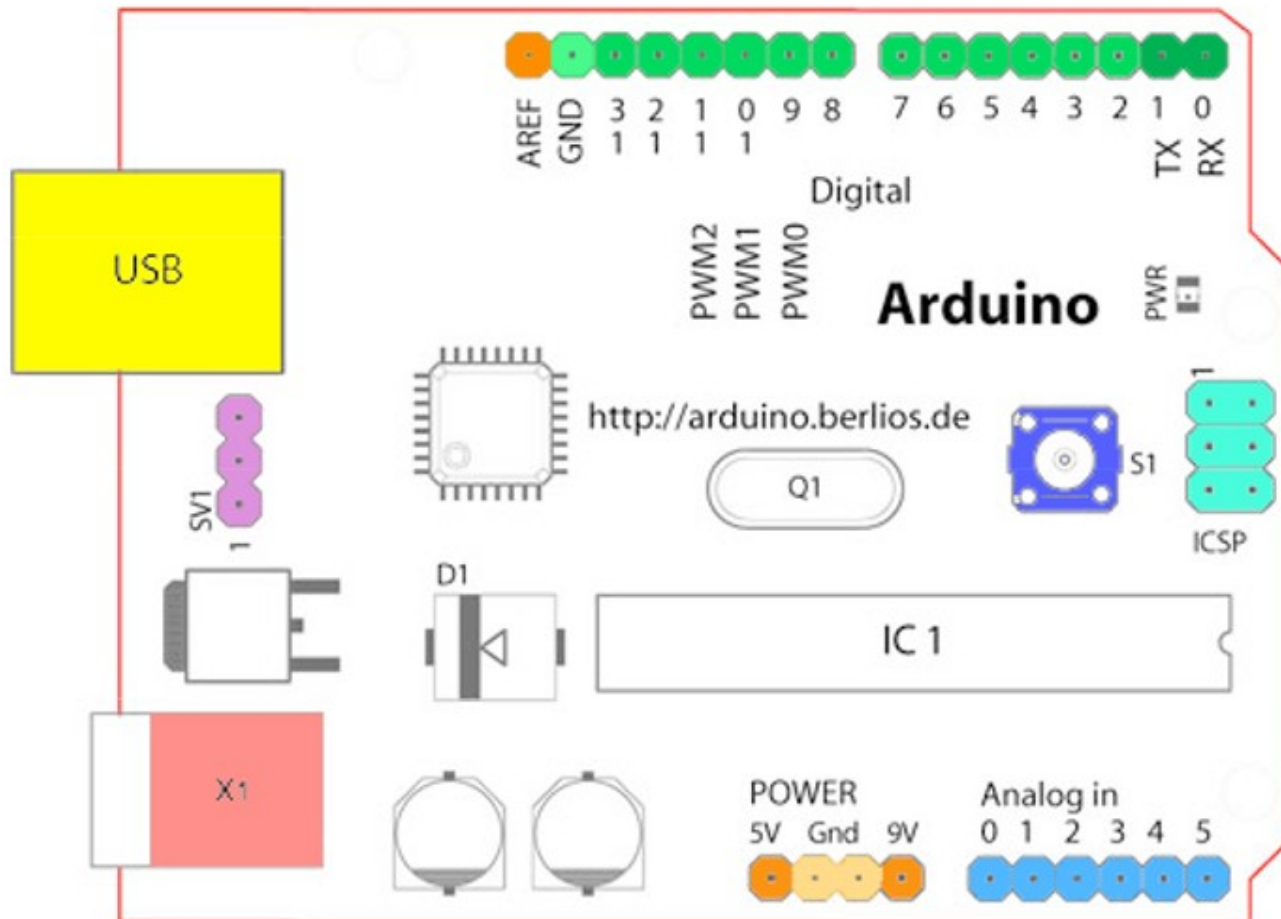 AREF GND 3 2 1 0 9 8 7 6 5 4 3 2 1 0
1 1 1 1 TX RX
Digital
USB
PWM2 PWM1 PWM0
Arduino
PWR
1
http://arduino.berlios.de
Q1
S1
SV1
1
ICSP
D1
IC 1
X1
POWER
5V Gnd 9V
Analog in
0 1 2 3 4 5